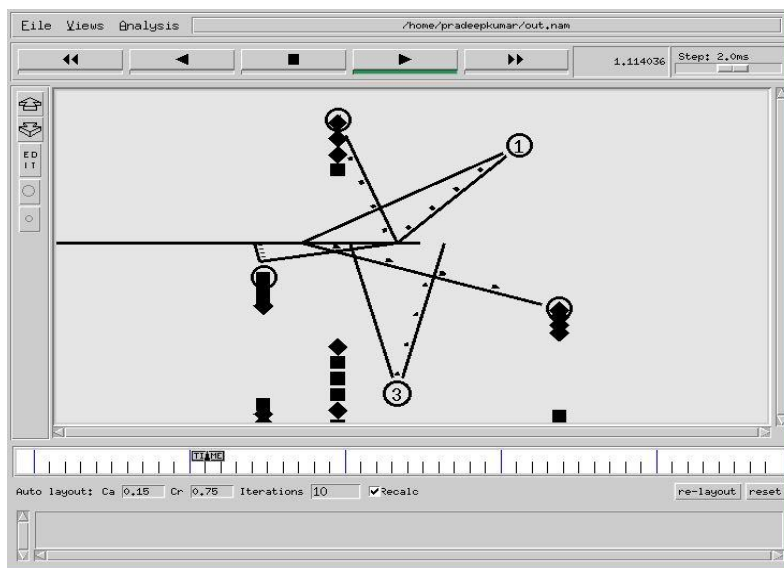 Eile Views Analysis /home/pradeepkumar/out.nam
1.114036 Step: 2.0ms
ED
IT
1
3
TIME
Auto layout: Ca 0.15 Cr 0.75 Iterations 10 Recalc re-layout reset